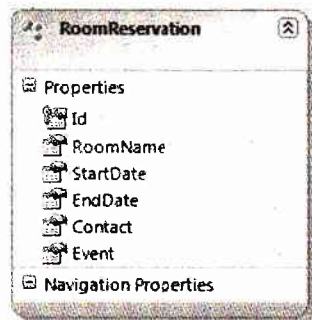 RoomReservation
Properties
Id
RoomName
StartDate
EndDate
Contact
Event
Navigation Properties